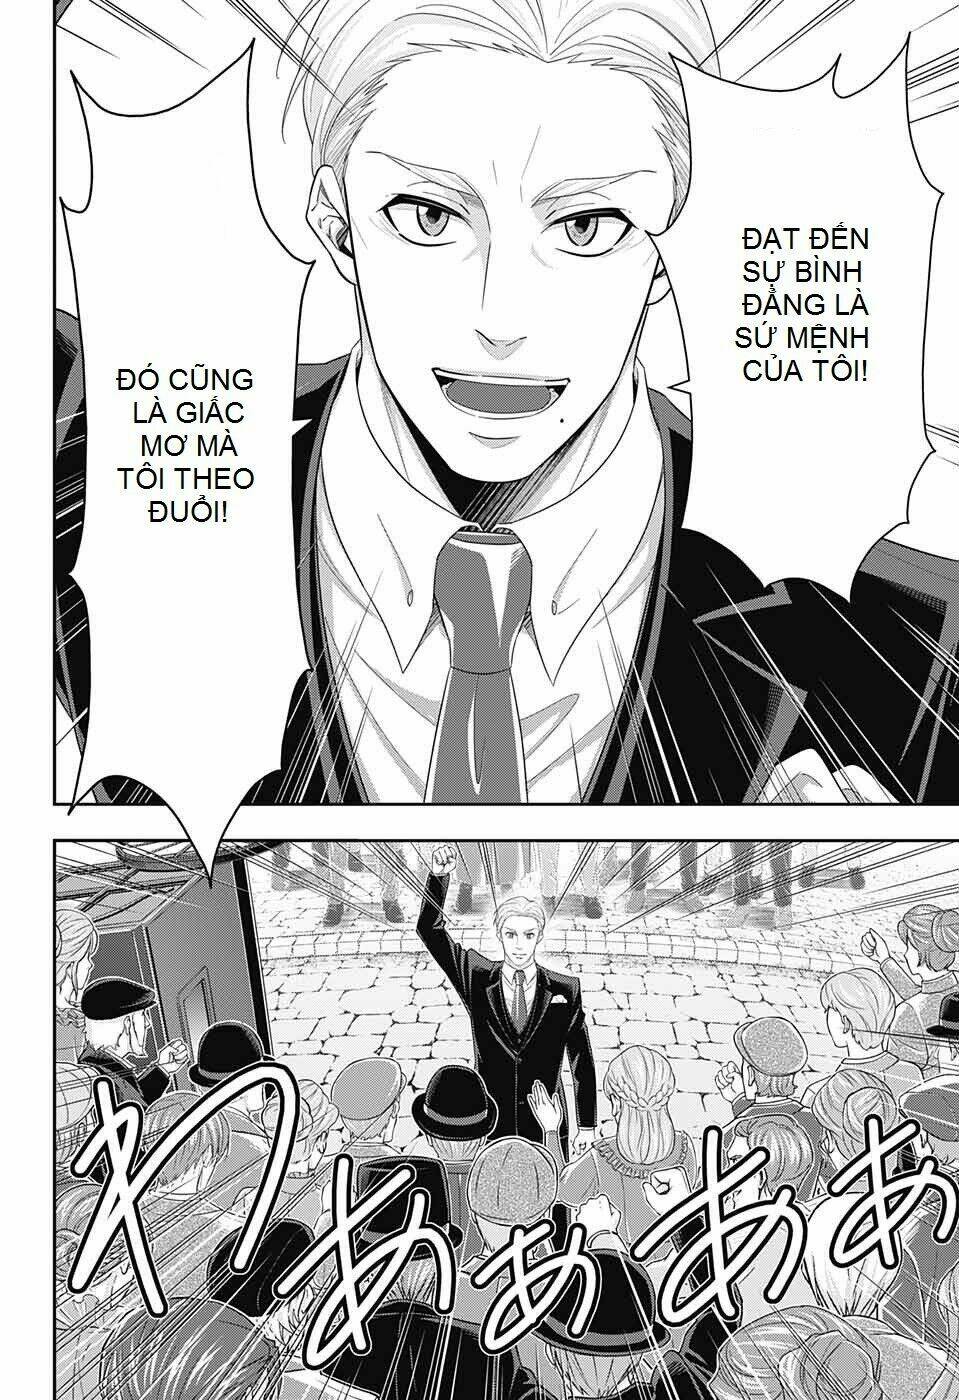 ĐẠT ĐẾN
SỰ BÌNH
ĐẲNG LÀ
SỨ MỆNH
CỦA TÔI!
ĐÓ CŨNG
LÀ GIẤC
MƠ MÀ
TÔI THEO
ĐUỔI!
わあぁああ